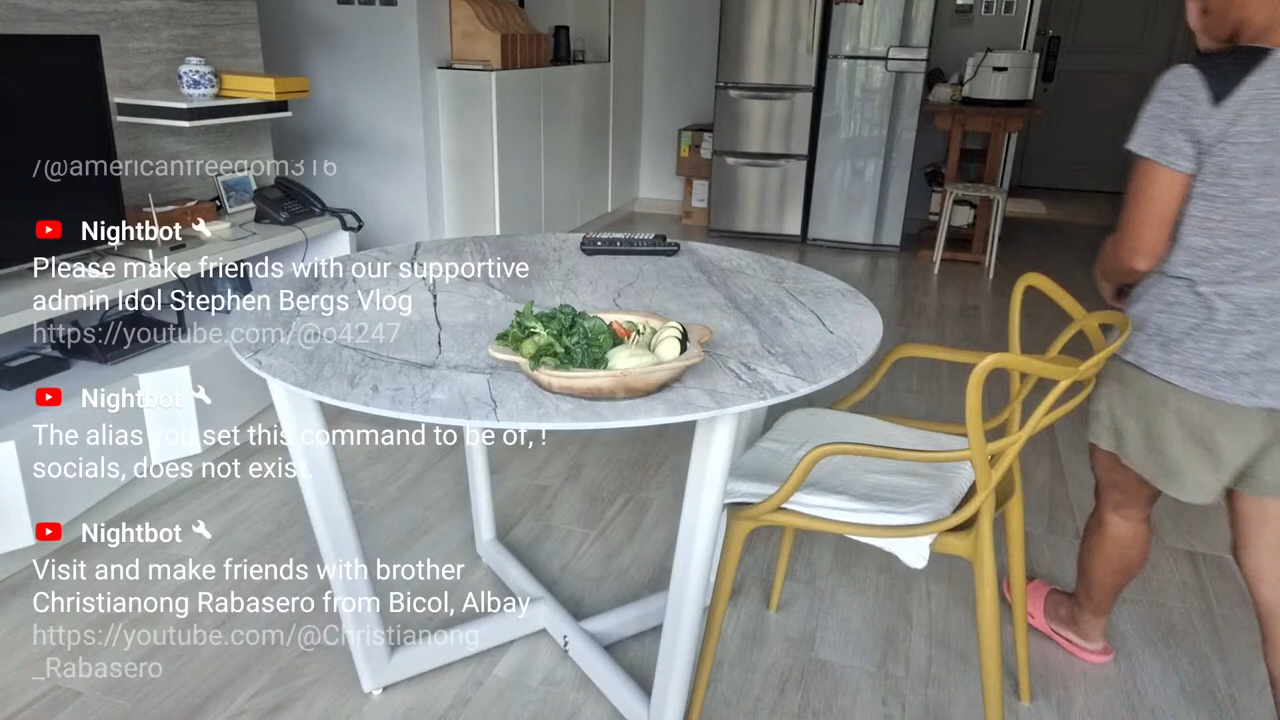 /@americanfreedom316
Nightbot
Please make friends with our supportive
admin Idol Stephen Bergs Vlog
https://youtube.com/@o4247
Nightbot
The alias you set this command to be of, !
socials, does not exist.
Nightbot
Visit and make friends with brother
Christianong Rabasero from Bicol, Albay
https://youtube.com/@Christianong
_Rabasero